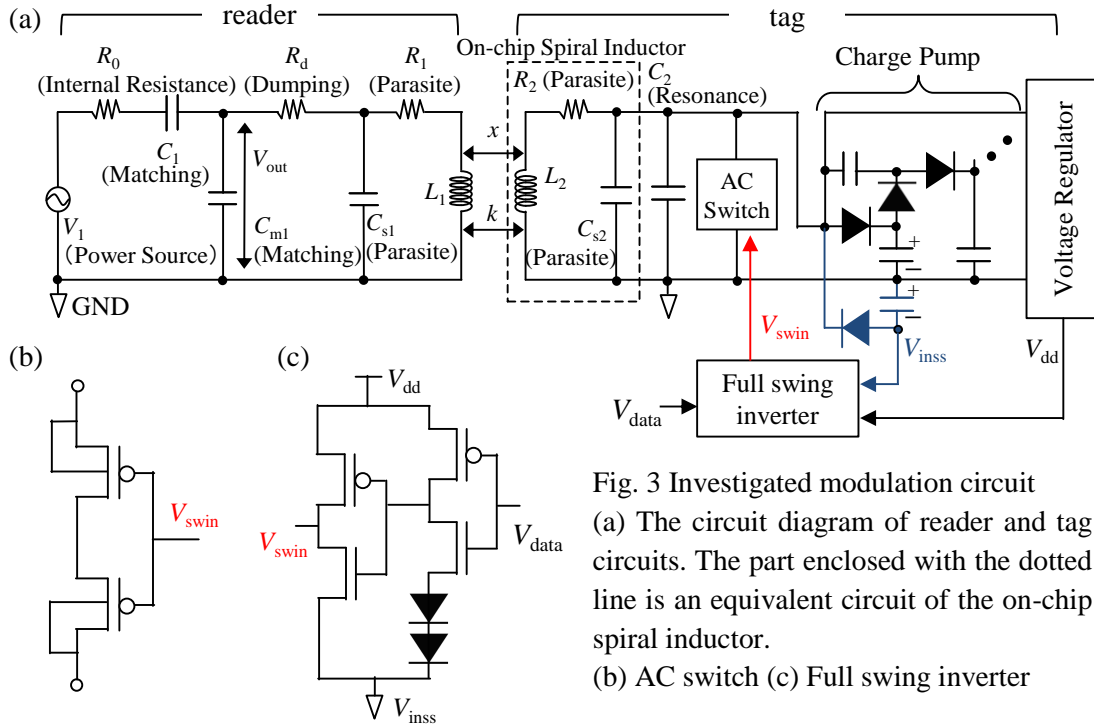 (a)
reader
tag
On-chip Spiral Inductor
R0
(Internal Resistance)
Rd
(Dumping)
R1
(Parasite)
R2 (Parasite)
C2
(Resonance)
Charge Pump
C1
(Matching)
Vout
L1
x
k
L2
AC
Switch
Voltage Regulator
V1
(Power Source)
Cm1
(Matching)
Cs1
(Parasite)
Cs2
(Parasite)
+
−
+
−
GND
Vswin
Vinss
Vdd
Full swing
inverter
Vdata
(b)
Vswin
(c)
Vdd
Vswin
Vdata
Vinss
Fig. 3 Investigated modulation circuit
(a) The circuit diagram of reader and tag
circuits. The part enclosed with the dotted
line is an equivalent circuit of the on-chip
spiral inductor.
(b) AC switch (c) Full swing inverter